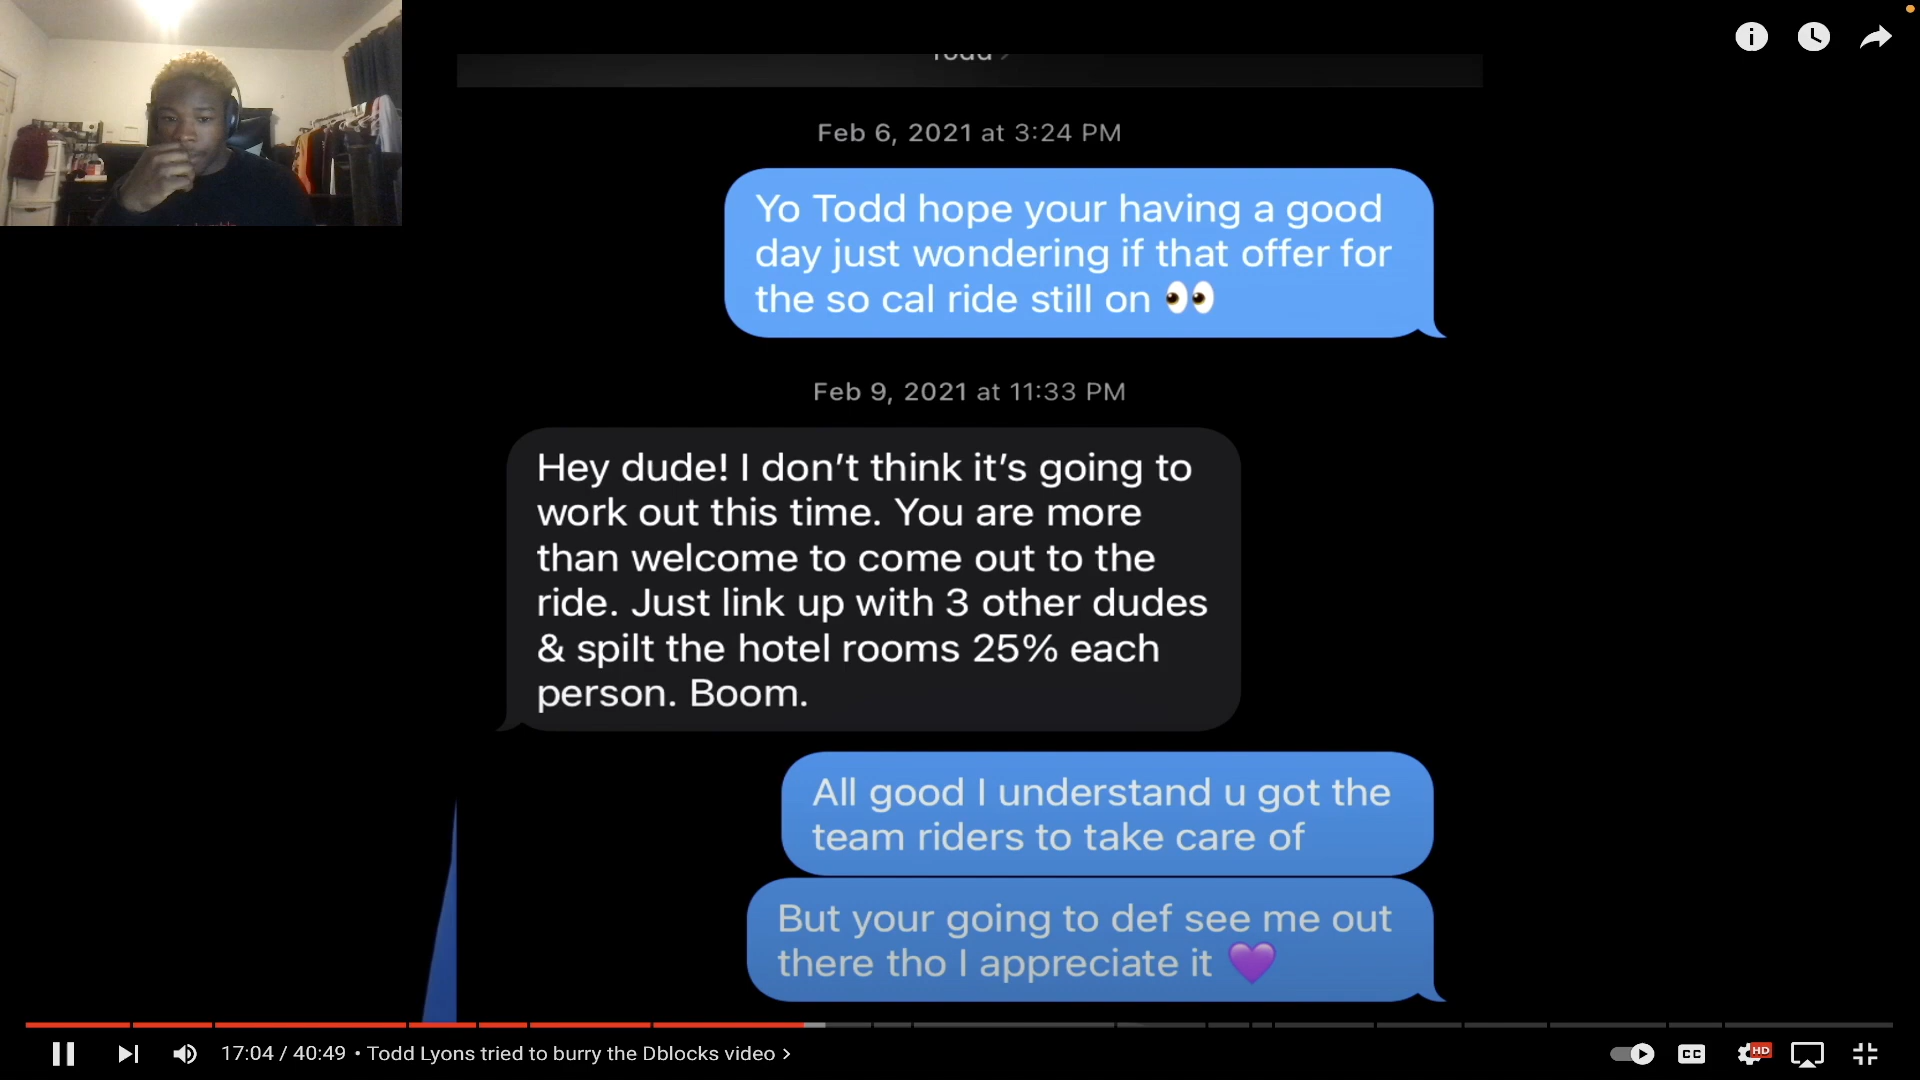 Todd >
Feb 6, 2021 at 3:24 PM
Yo Todd hope your having a good
day just wondering if that offer for
the so cal ride still on 👀
Feb 9, 2021 at 11:33 PM
Hey dude! I don’t think it’s going to
work out this time. You are more
than welcome to come out to the
ride. Just link up with 3 other dudes
& spilt the hotel rooms 25% each
person. Boom.
All good I understand u got the
team riders to take care of
But your going to def see me out
there tho I appreciate it 💜
17:04 / 40:49 • Todd Lyons tried to burry the Dblocks video >
CC
HD